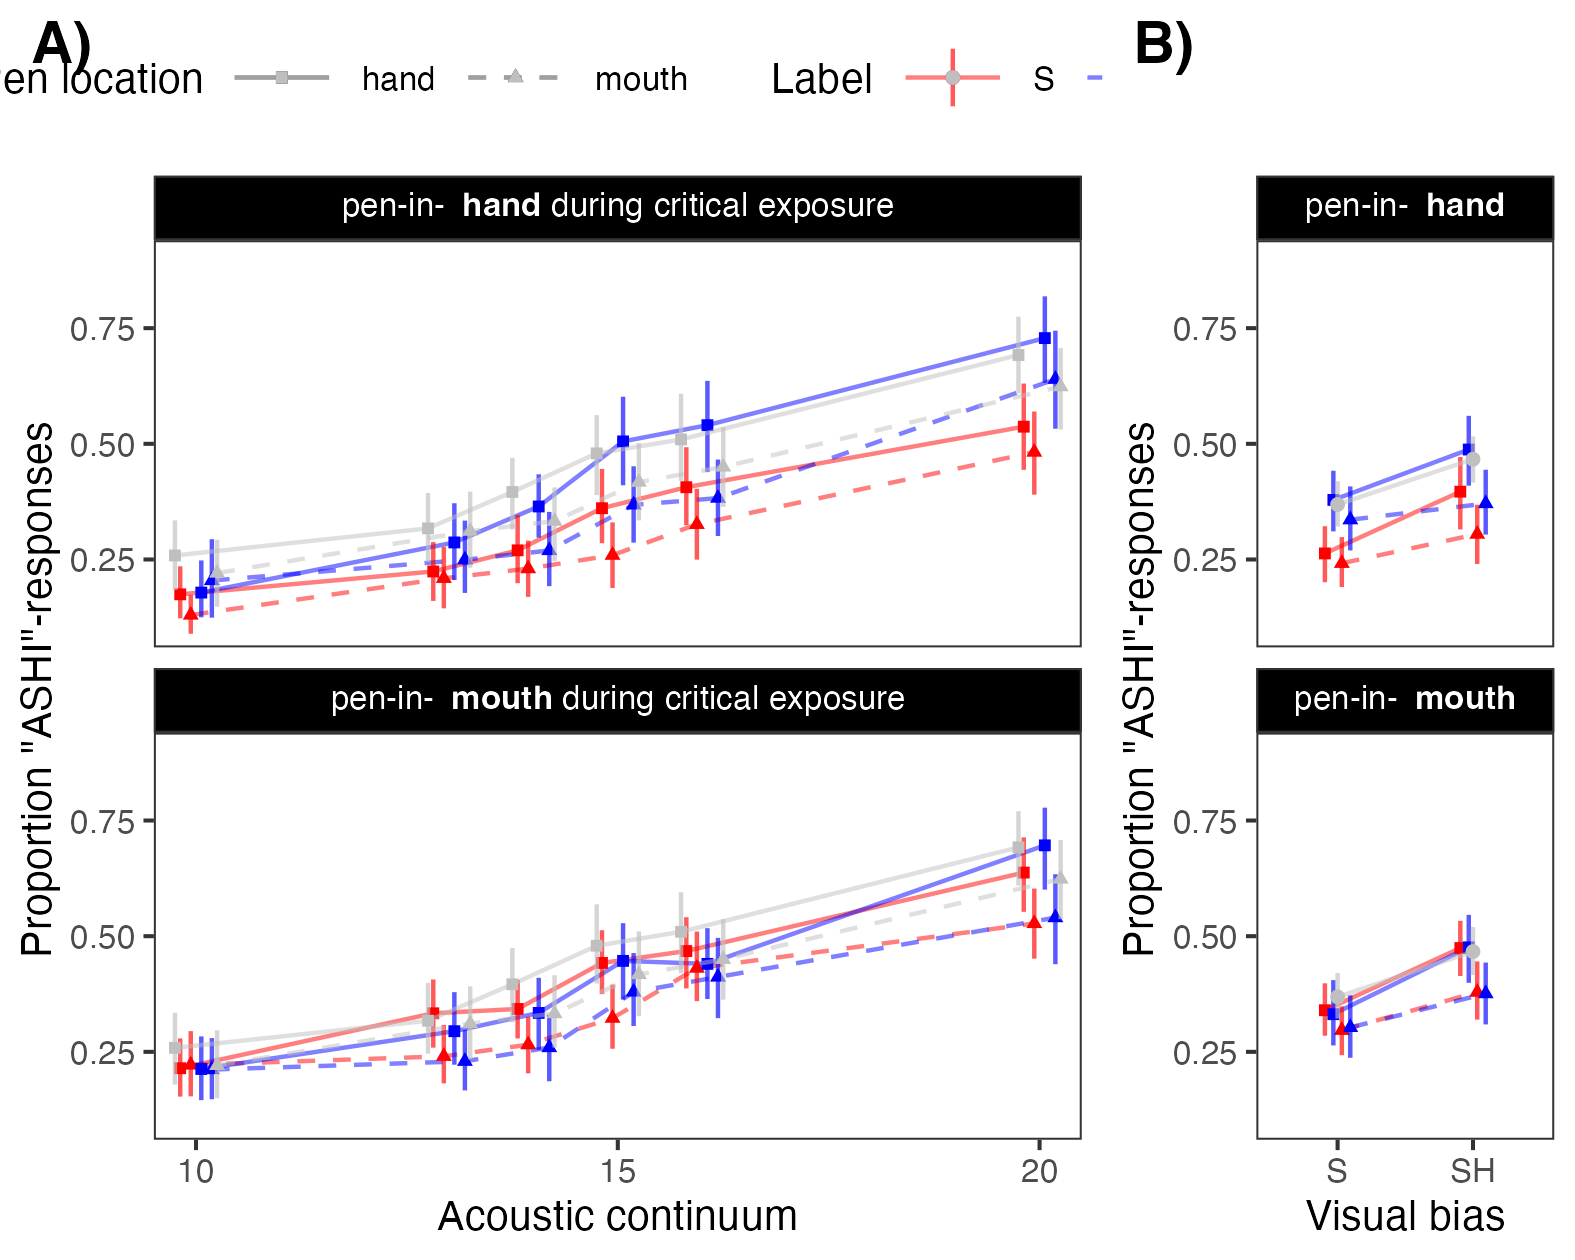 A)
B)
en location
hand
mouth
Label
S
pen-in- hand during critical exposure
pen-in- hand
Proportion "ASHI"-responses
0.75
0.50
0.25
pen-in- mouth during critical exposure
0.75
0.50
0.25
10
15
20
Acoustic continuum
Proportion "ASHI"-responses
0.75
0.50
0.25
pen-in- mouth
0.75
0.50
0.25
S
SH
Visual bias